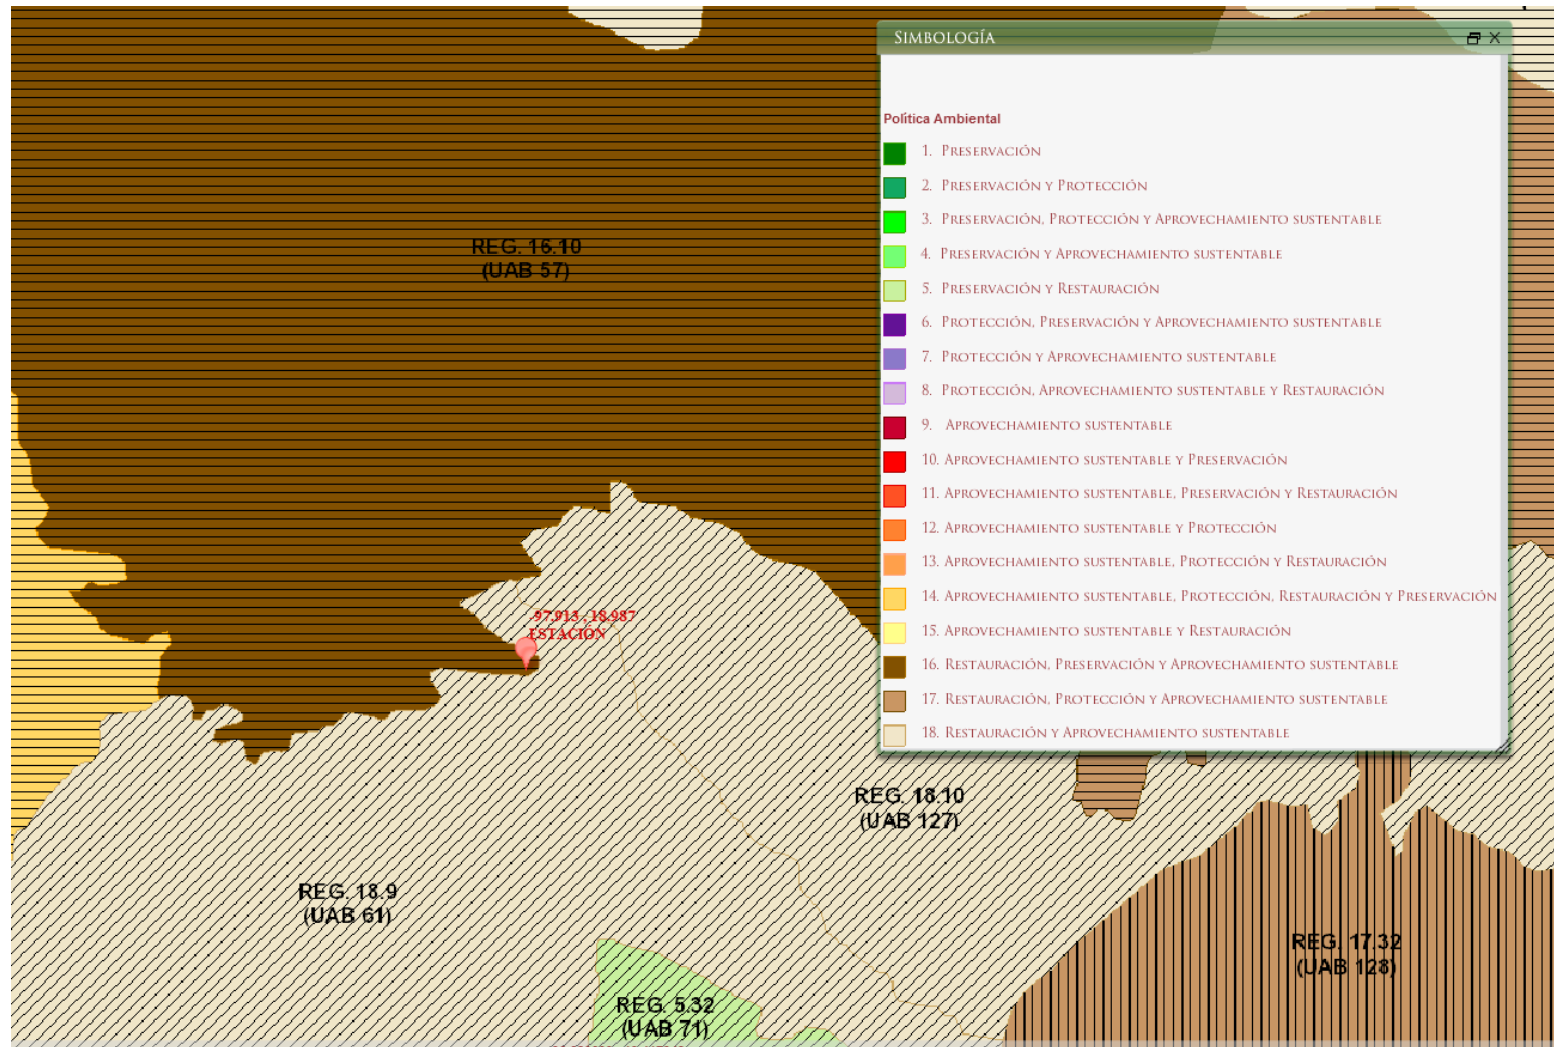 SIMBOLOGÍA
Política Ambiental
1. PRESERVACIÓN
2. PRESERVACIÓN Y PROTECCIÓN
3. PRESERVACIÓN, PROTECCIÓN Y APROVECHAMIENTO SUSTENTABLE
4. PRESERVACIÓN Y APROVECHAMIENTO SUSTENTABLE
5. PRESERVACIÓN Y RESTAURACIÓN
6. PROTECCIÓN, PRESERVACIÓN Y APROVECHAMIENTO SUSTENTABLE
7. PROTECCIÓN Y APROVECHAMIENTO SUSTENTABLE
8. PROTECCIÓN, APROVECHAMIENTO SUSTENTABLE Y RESTAURACIÓN
9. APROVECHAMIENTO SUSTENTABLE
10. APROVECHAMIENTO SUSTENTABLE Y PRESERVACIÓN
11. APROVECHAMIENTO SUSTENTABLE, PRESERVACIÓN Y RESTAURACIÓN
12. APROVECHAMIENTO SUSTENTABLE Y PROTECCIÓN
13. APROVECHAMIENTO SUSTENTABLE, PROTECCIÓN Y RESTAURACIÓN
14. APROVECHAMIENTO SUSTENTABLE, PROTECCIÓN, RESTAURACIÓN Y PRESERVACIÓN
15. APROVECHAMIENTO SUSTENTABLE Y RESTAURACIÓN
16. RESTAURACIÓN, PRESERVACIÓN Y APROVECHAMIENTO SUSTENTABLE
17. RESTAURACIÓN, PROTECCIÓN Y APROVECHAMIENTO SUSTENTABLE
18. RESTAURACIÓN Y APROVECHAMIENTO SUSTENTABLE
REG. 16.10
(UAB 57)
-97.913 , 18.987
ESTACIÓN
REG. 18.10
(UAB 127)
REG. 18.9
(UAB 61)
REG. 17.32
(UAB 128)
REG. 5.32
(UAB 71)